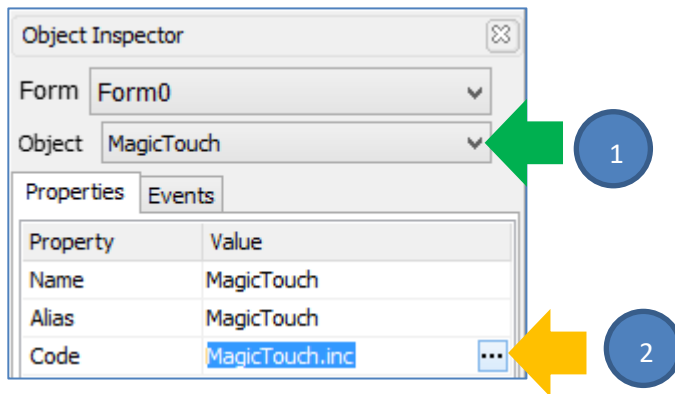 Object Inspector
Form Form0
Object MagicTouch
1
Properties Events
Property Value
Name MagicTouch
Alias MagicTouch
Code MagicTouch.inc ...
2